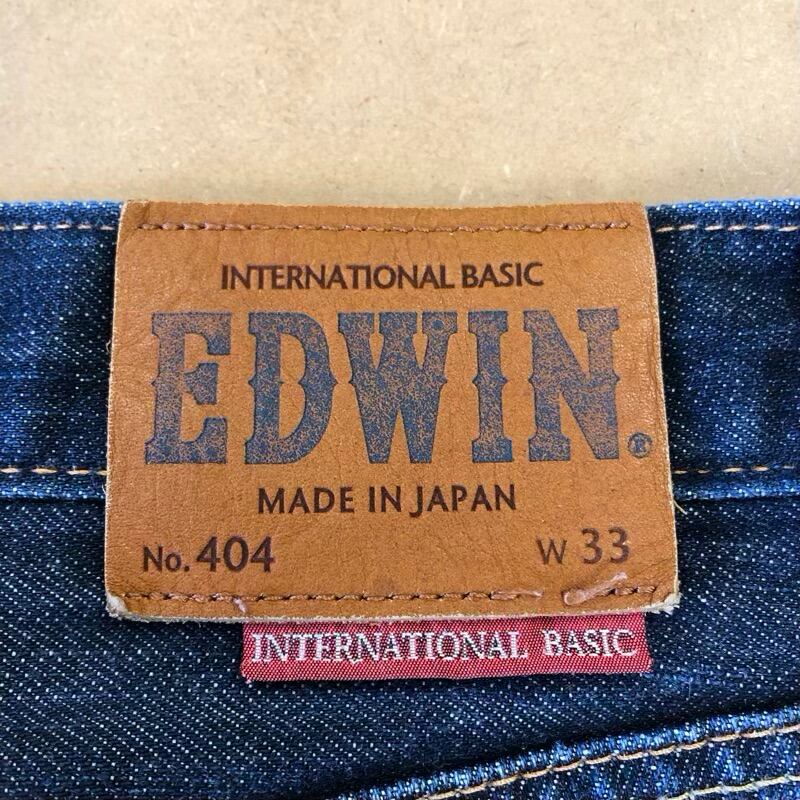 INTERNATIONAL BASIC
EDWIN®
MADE IN JAPAN
No. 404 W 33
INTERNATIONAL BASIC